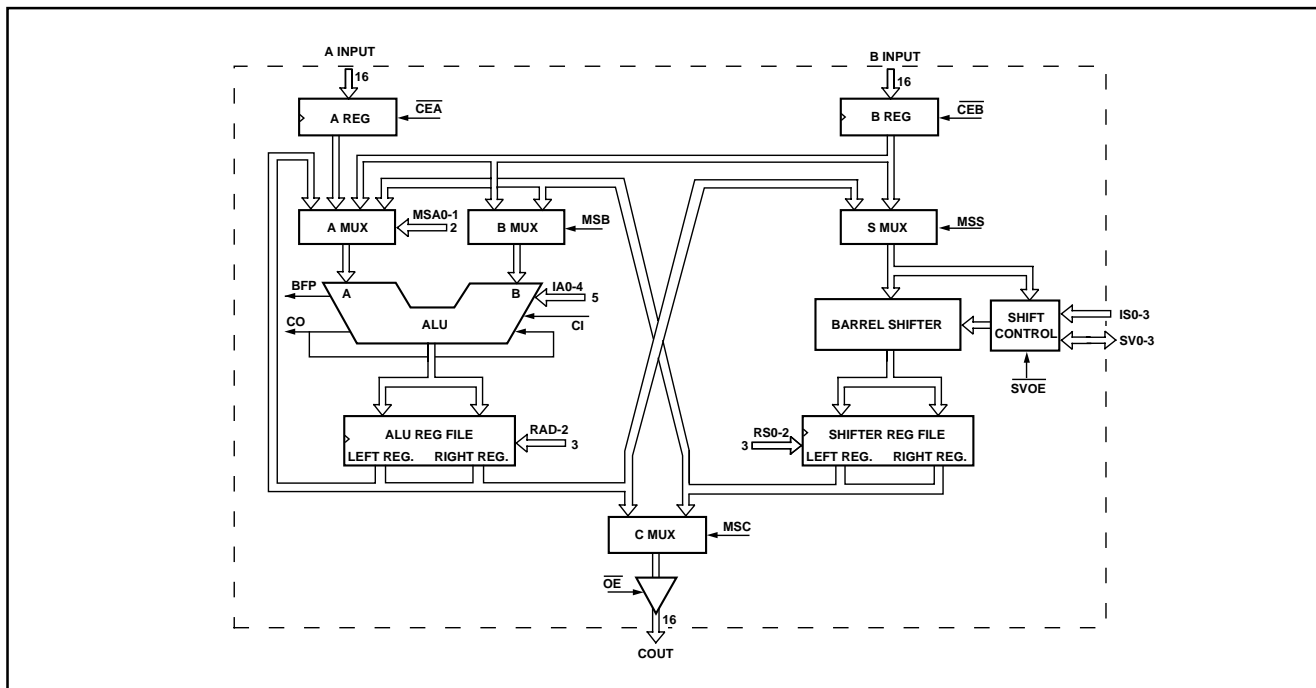 A INPUT
B INPUT
16
16
A REG
CEA
B REG
CEB
A MUX
MSA0-1
2
B MUX
MSB
S MUX
MSS
BFP
A
B
IA0-4
5
CO
ALU
CI
BARREL SHIFTER
SHIFT
CONTROL
IS0-3
SV0-3
SVOE
ALU REG FILE
LEFT REG.
RIGHT REG.
RAD-2
3
RS0-2
3
SHIFTER REG FILE
LEFT REG.
RIGHT REG.
C MUX
MSC
OE
16
COUT